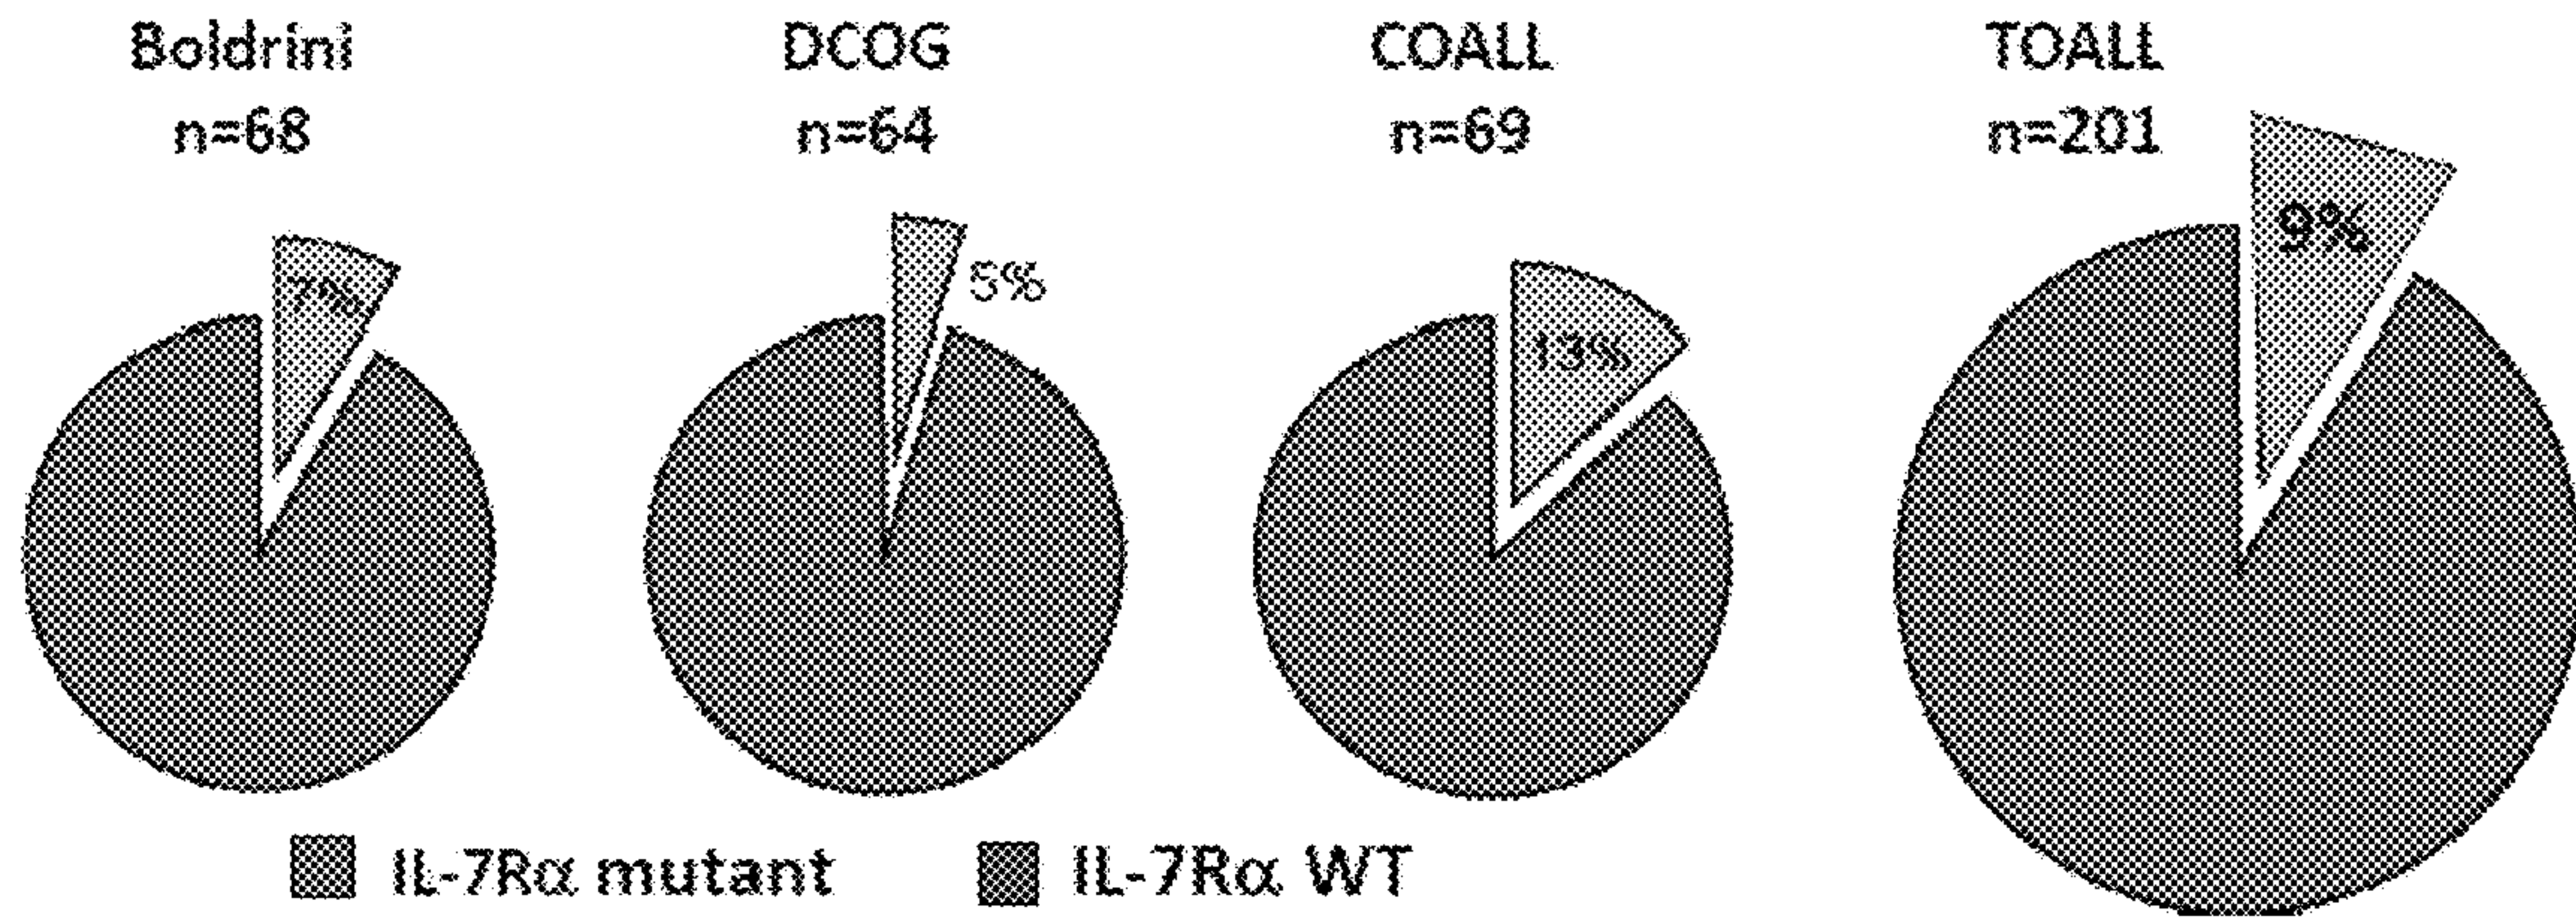 Boldrini
n=68
DCOG
n=64
COALL
n=69
TOALL
n=201
7%
5%
13%
9%
IL-7Rα mutant
IL-7Rα WT